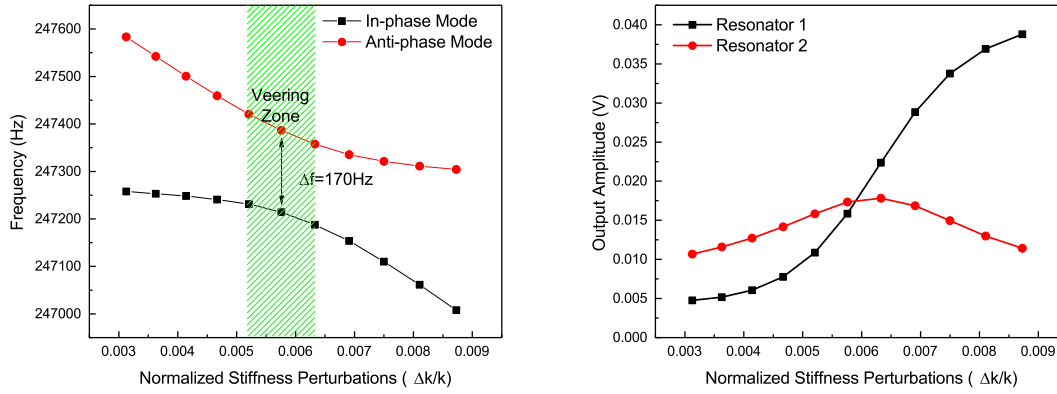 247600
247500
247400
247300
247200
247100
247000
Frequency (Hz)
In-phase Mode
Anti-phase Mode
Veering
Zone
Δf=170Hz
0.003 0.004 0.005 0.006 0.007 0.008 0.009
Normalized Stiffness Perturbations ( Δk/k)
0.040
0.035
0.030
0.025
0.020
0.015
0.010
0.005
0.000
Output Amplitude (V)
Resonator 1
Resonator 2
0.003 0.004 0.005 0.006 0.007 0.008 0.009
Normalized Stiffness Perturbations ( Δk/k)